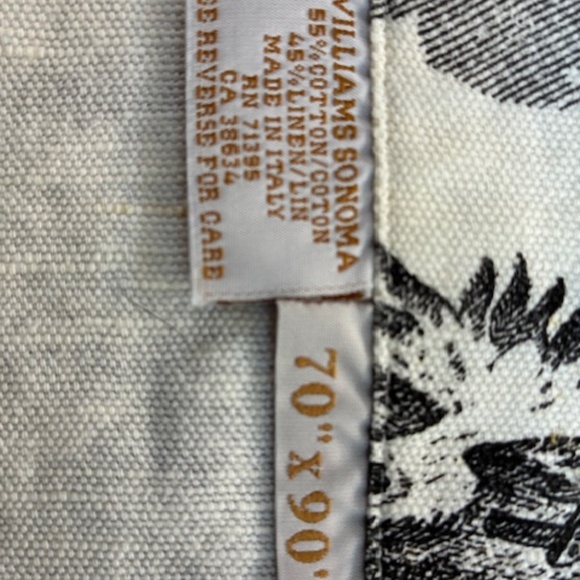 WILLIAMS SONOMA
55% COTTON/COTON
45% LINEN/LIN
MADE IN ITALY
RN 71395
CA 38634
REVERSE FOR CARE
70" X 90"